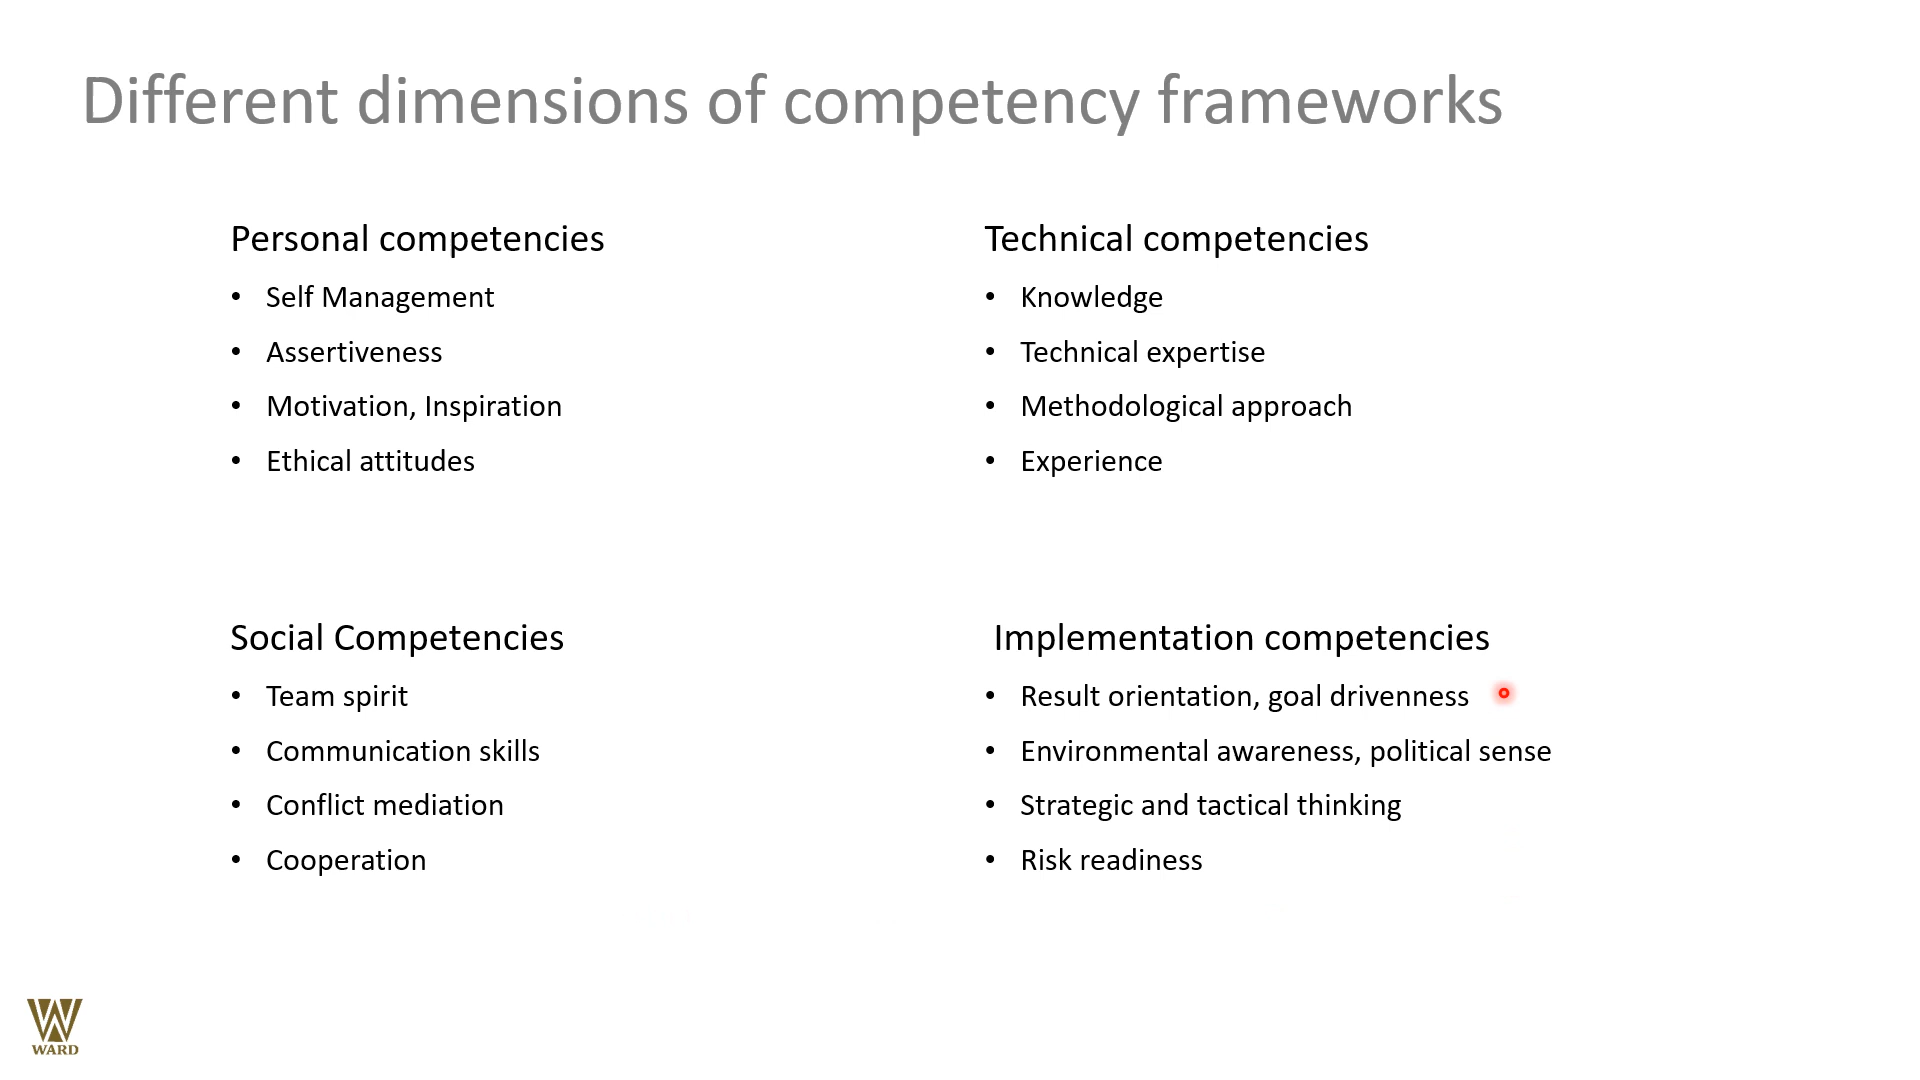 Different dimensions of competency frameworks
Personal competencies
• Self Management
• Assertiveness
• Motivation, Inspiration
• Ethical attitudes
Technical competencies
• Knowledge
• Technical expertise
• Methodological approach
• Experience
Social Competencies
• Team spirit
• Communication skills
• Conflict mediation
• Cooperation
Implementation competencies
• Result orientation, goal drivenness
• Environmental awareness, political sense
• Strategic and tactical thinking
• Risk readiness
WARD